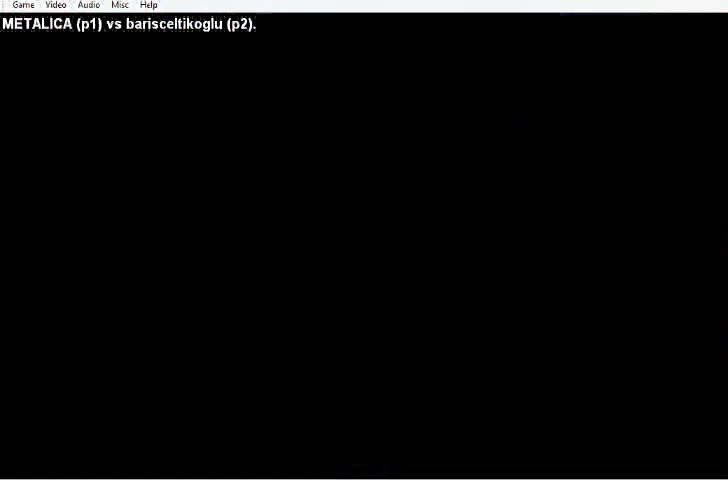 Game Video Audio Misc Help
METALICA (p1) vs barisceltikoglu (p2).